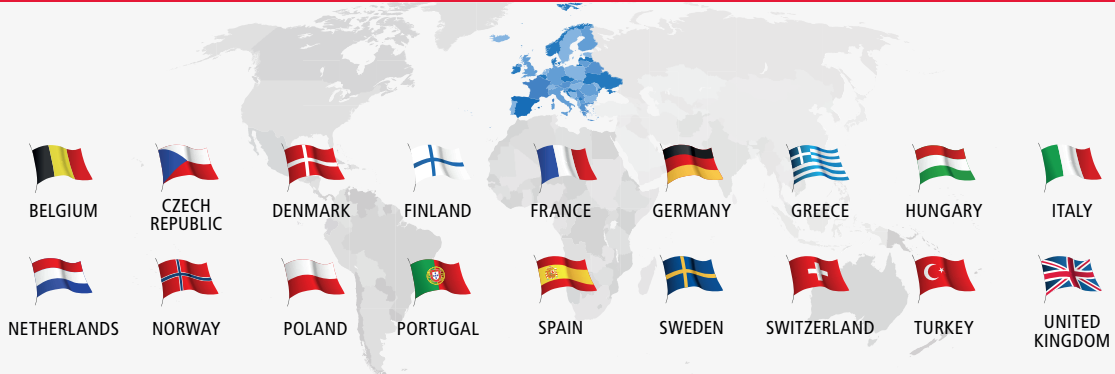 BELGIUM
CZECH
REPUBLIC
DENMARK
FINLAND
FRANCE
GERMANY
GREECE
HUNGARY
ITALY
NETHERLANDS
NORWAY
POLAND
PORTUGAL
SPAIN
SWEDEN
SWITZERLAND
TURKEY
UNITED
KINGDOM